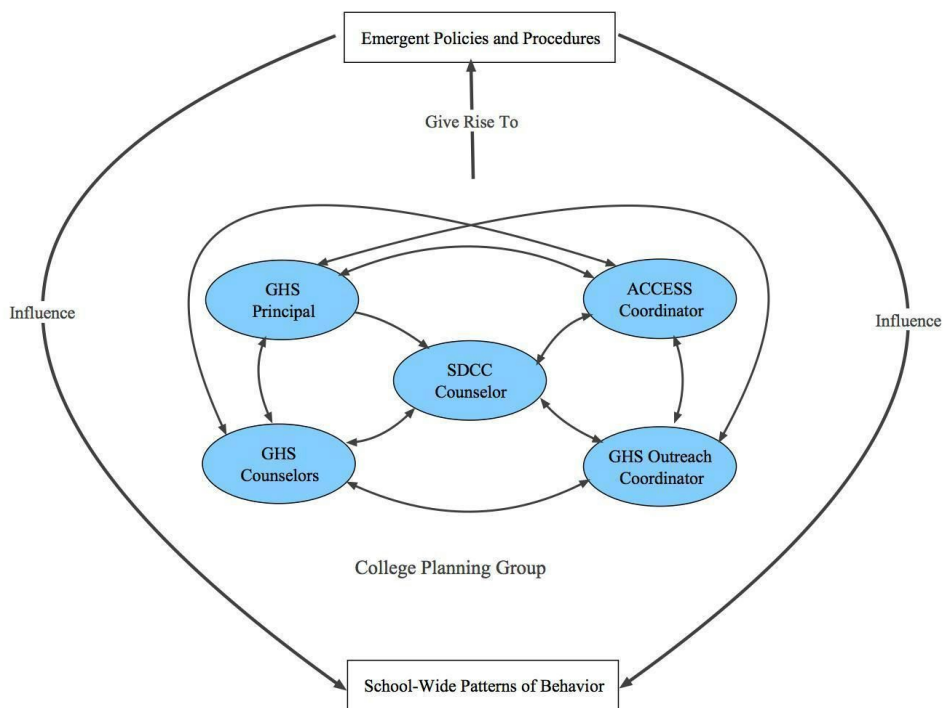 Emergent Policies and Procedures
Give Rise To
GHS
Principal
ACCESS
Coordinator
Influence
Influence
SDCC
Counselor
GHS
Counselors
GHS Outreach
Coordinator
College Planning Group
School-Wide Patterns of Behavior